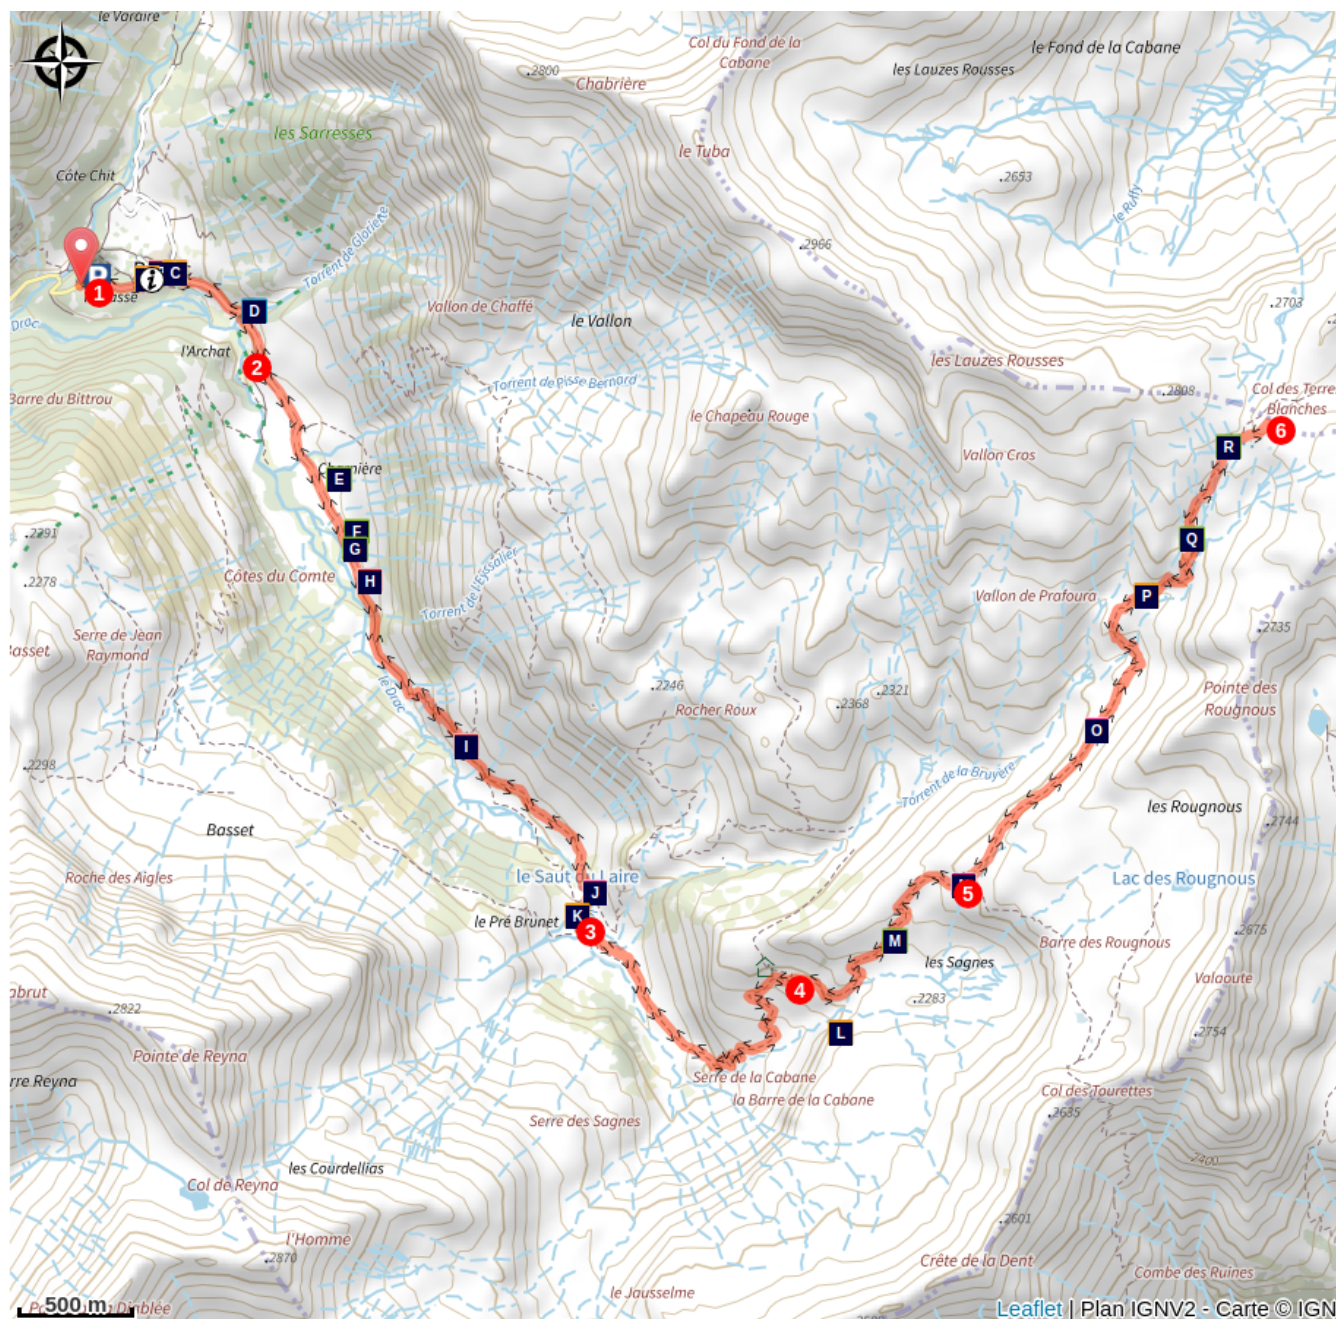 le Varaire
Col du Fond de la
Cabane
le Fond de la Cabane
les Lauzes Rousses
.2800
Chabrière
les Sarresses
le Tuba
Côte Chit
.2653
le Ruffy
Torrent de Gloriette
.2966
P
i
C
1
D
Drac
Vallon de Chaffé
le Vallon
.2703
l'Archat
2
les Lauzes Rousses
Torrent de Pisse Bernard
.2808
Col des Terres
Blanches
Barre du Bittrou
le Chapeau Rouge
6
R
Vallon Cros
E
.2291
F
G
Q
Torrent de l'Eyssalier
Côtes du Comte
H
.2278
Vallon de Prafoura
P
Serre de Jean
Raymond
.2735
.2246
.2321
Pointe des
Rougnous
le Drac
.2368
Rocher Roux
O
I
.2298
Torrent de la Bruyère
les Rougnous
.2744
Basset
Roche des Aigles
le Saut du Laire
Lac des Rougnous
J
5
K
le Pré Brunet
3
M
.2675
Barre des Rougnous
les Sagnes
Valaoute
4
.2283
.2822
L
.2754
Pointe de Reyna
Serre de la Cabane
la Barre de la Cabane
Col des Tourettes
.2635
Serre des Sagnes
les Courdellias
2400
Col de Reyna
.2601
l'Homme
.2870
Crête de la Dent
Combe des Ruines
le Jausselme
500 m
Leaflet | Plan IGNV2 - Carte © IGN